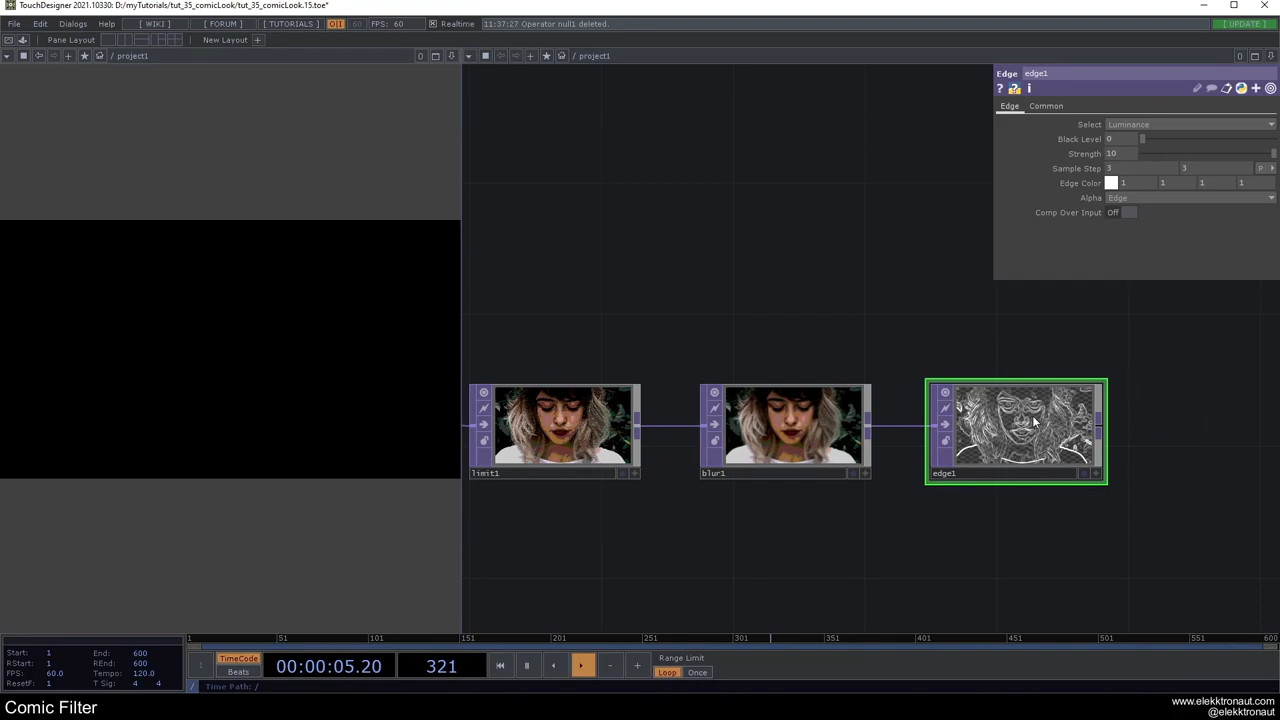 TouchDesigner 2021.10330: D:/myTutorials/tut_35_comicLook/tut_35_comicLook.15.toe*
File Edit Dialogs Help [ WIKI ] [ FORUM ] [ TUTORIALS ] O|I 60 FPS: 60 Realtime 11:37:27 Operator null1 deleted. [ UPDATE ]
Pane Layout New Layout +
/ project1 0 / project1 0
Edge edge1
? ? i
Edge Common
Select Luminance
Black Level 0
Strength 10
Sample Step 3 3 P
Edge Color 1 1 1 1
Alpha Edge
Comp Over Input Off
limit1 blur1 edge1
1 51 101 151 201 251 301 351 401 451 501 551 600
Start: 1 End: 600
RStart: 1 REnd: 600
FPS: 60.0 Tempo: 120.0
ResetF: 1 T Sig: 4 4
TimeCode
Beats
00:00:05.20 321
Range Limit
Loop Once
/ Time Path: /
Comic Filter
www.elekktronaut.com
@elekktronaut